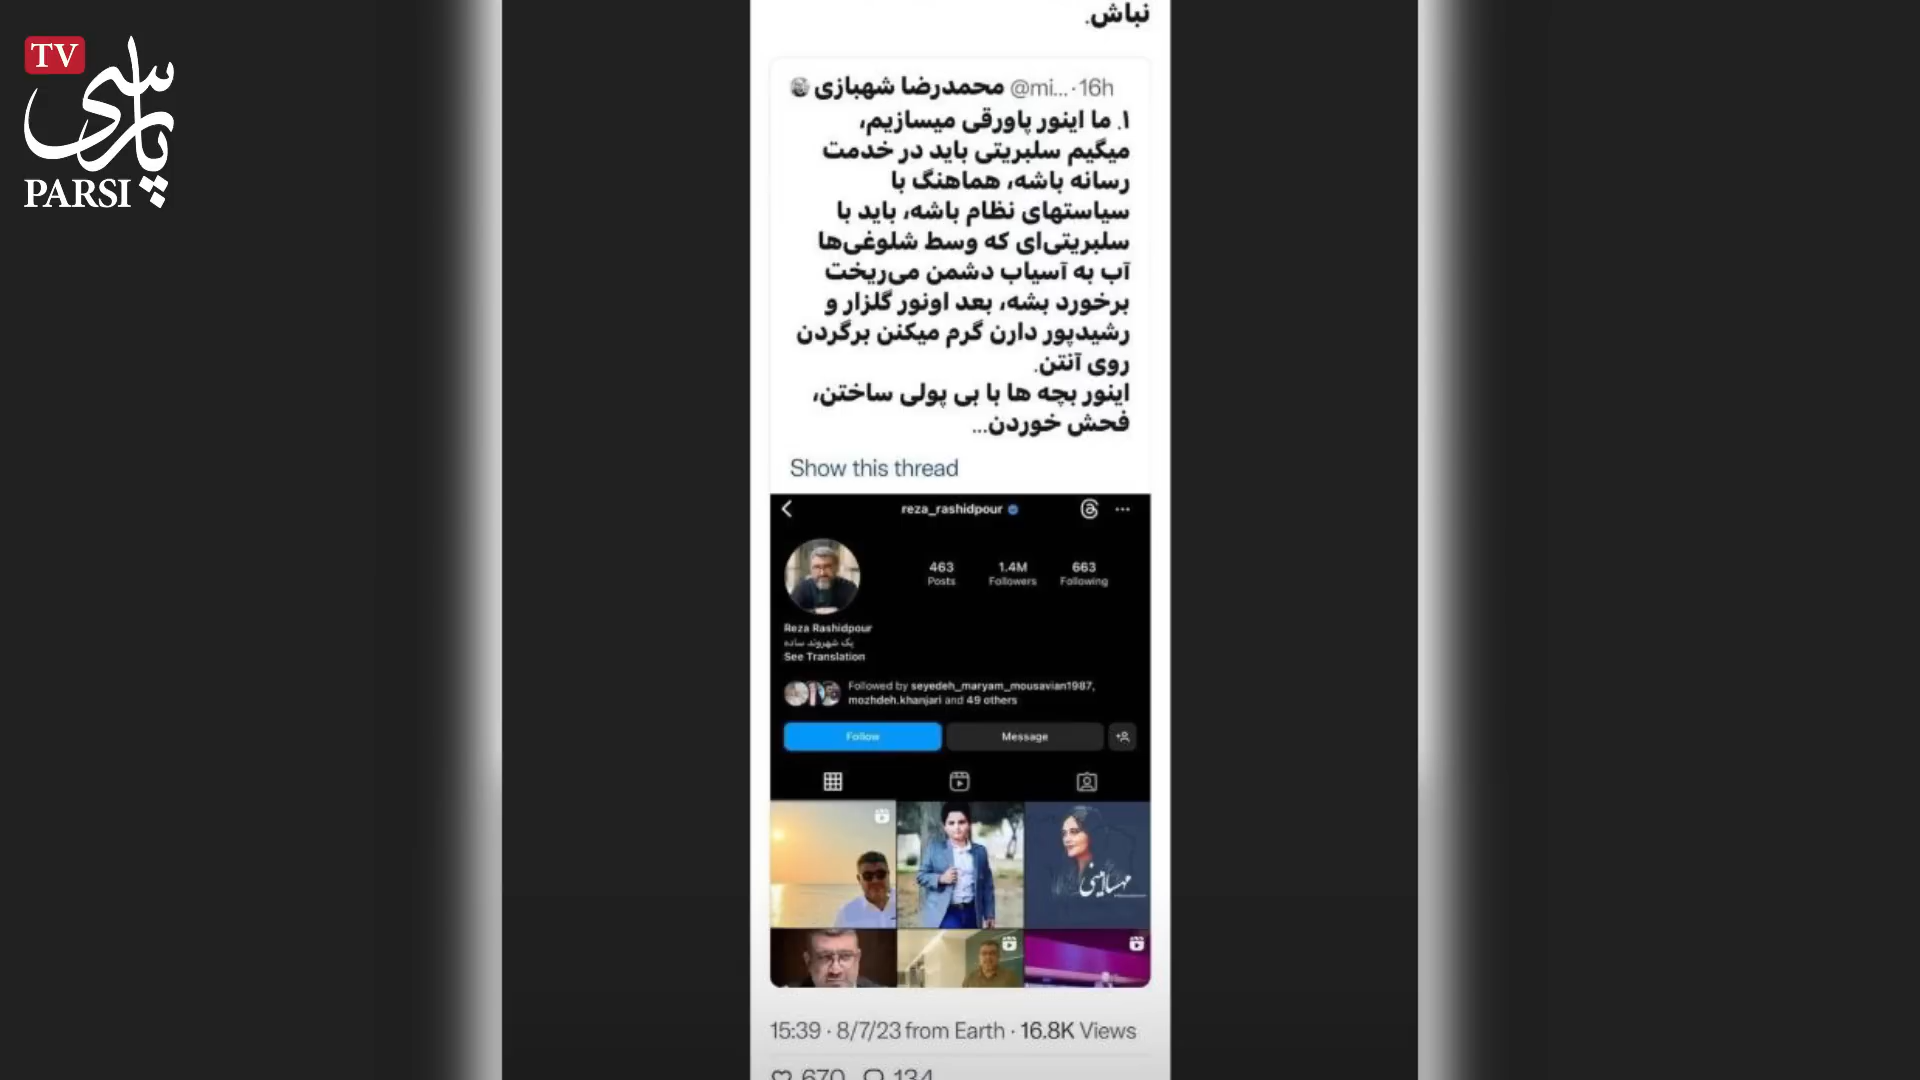 TV
پارسی
PARSI
نباش.
محمدرضا شهبازی @mi... · 16h
۱. ما اینور پاورقی میسازیم،
میگیم سلبریتی باید در خدمت
رسانه باشه، هماهنگ با
سیاستهای نظام باشه، باید با
سلبریتی‌ای که وسط شلوغی‌ها
آب به آسیاب دشمن می‌ریخت
برخورد بشه، بعد اونور گلزار و
رشیدپور دارن گرم میکنن برگردن
روی آنتن.
اینور بچه ها با بی پولی ساختن،
فحش خوردن...
Show this thread
reza_rashidpour
463 1.4M 663
Posts Followers Following
Reza Rashidpour
یک شهروند ساده
See Translation
Followed by seyedeh_maryam_mousavian1987,
mozhdeh.khanjari and 49 others
Follow Message
مهسا امینی
15:39 · 8/7/23 from Earth · 16.8K Views
670 134